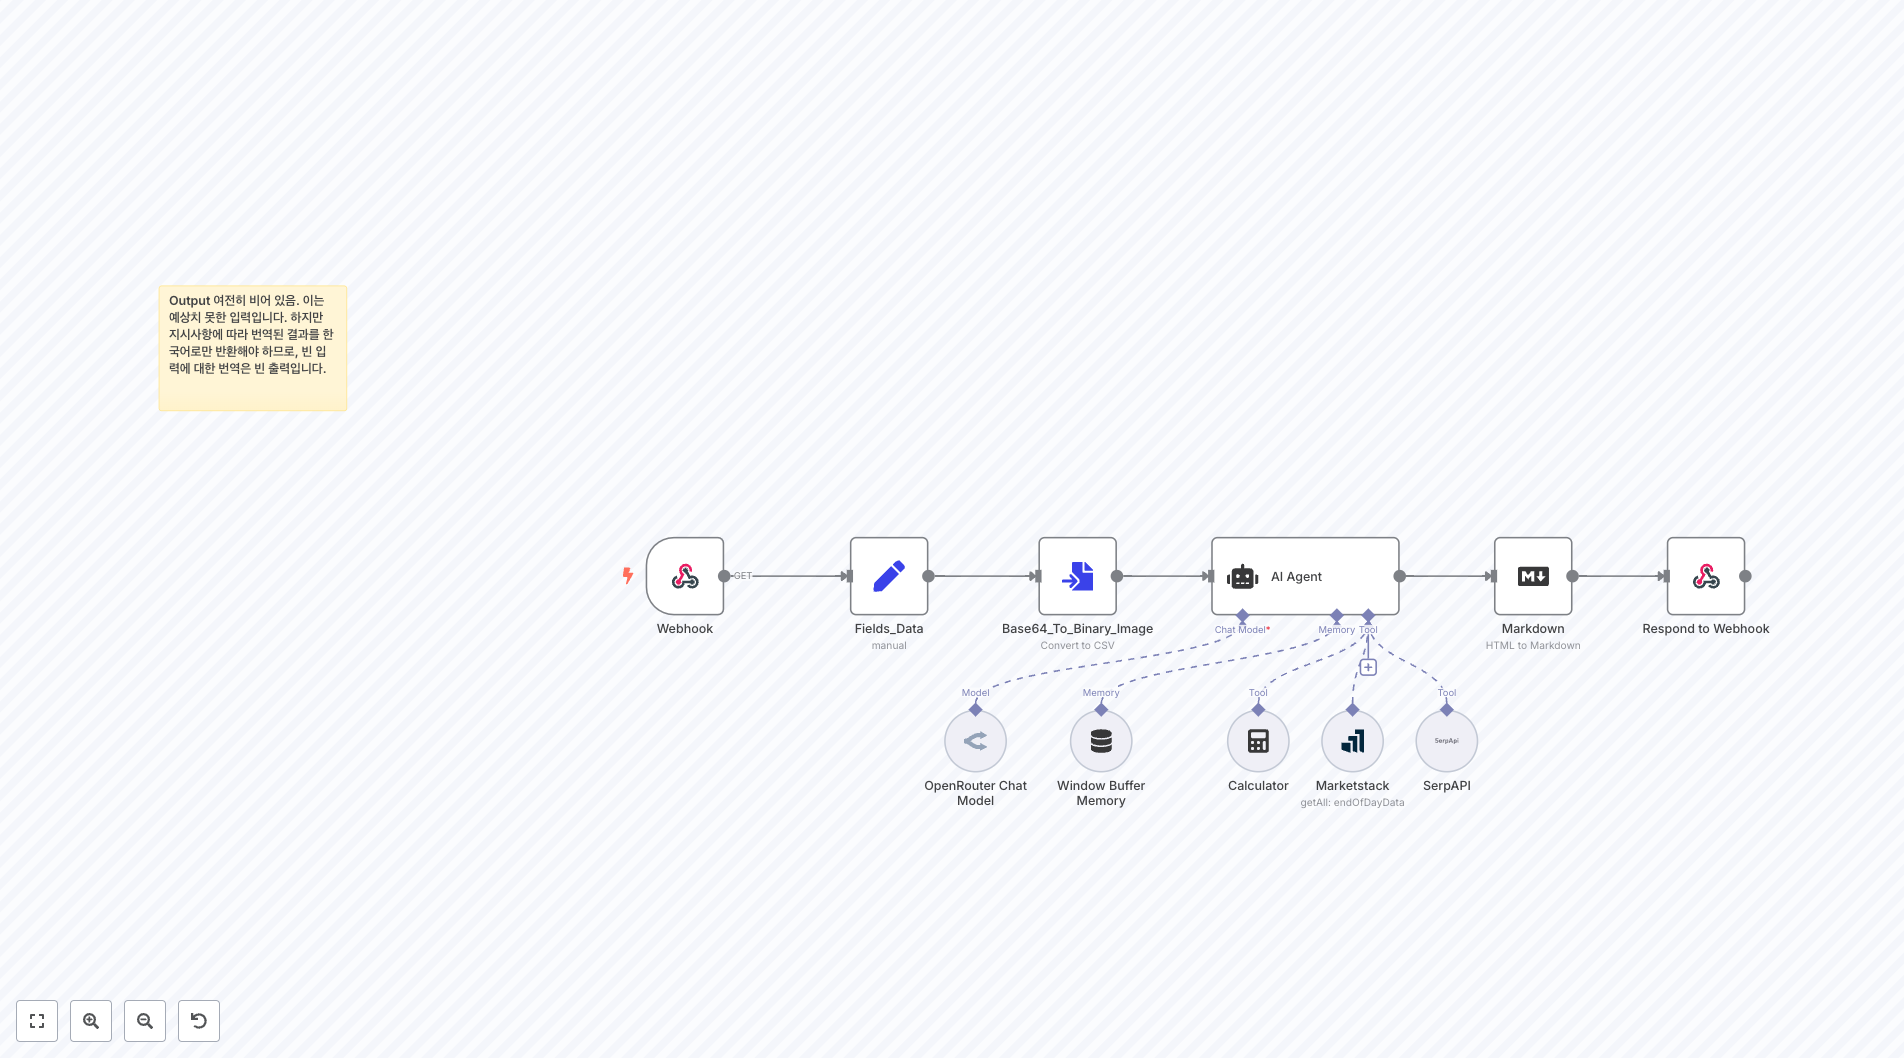 Output 여전히 비어 있음. 이는
예상치 못한 입력입니다. 하지만
지시사항에 따라 번역된 결과를 한
국어로만 반환해야 하므로, 빈 입
력에 대한 번역은 빈 출력입니다.
GET
Webhook
Fields_Data
manual
Base64_To_Binary_Image
Convert to CSV
AI Agent
Chat Model*
Memory
Tool
Markdown
HTML to Markdown
Respond to Webhook
Model
Memory
Tool
Tool
OpenRouter Chat
Model
Window Buffer
Memory
Calculator
Marketstack
getAll: endOfDayData
SerpApi
SerpAPI